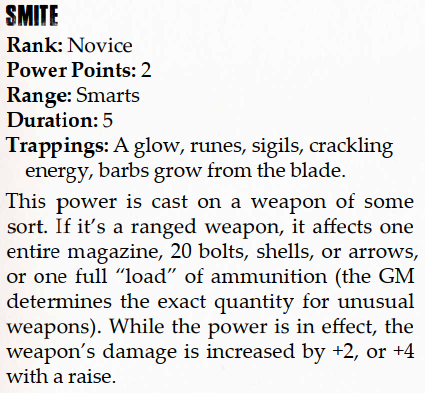 SMITE
Rank: Novice
Power Points: 2
Range: Smarts
Duration: 5
Trappings: A glow, runes, sigils, crackling
energy, barbs grow from the blade.
This power is cast on a weapon of some
sort. If it's a ranged weapon, it affects one
entire magazine, 20 bolts, shells, or arrows,
or one full “load” of ammunition (the GM
determines the exact quantity for unusual
weapons). While the power is in effect, the
weapon's damage is increased by +2, or +4
with a raise.